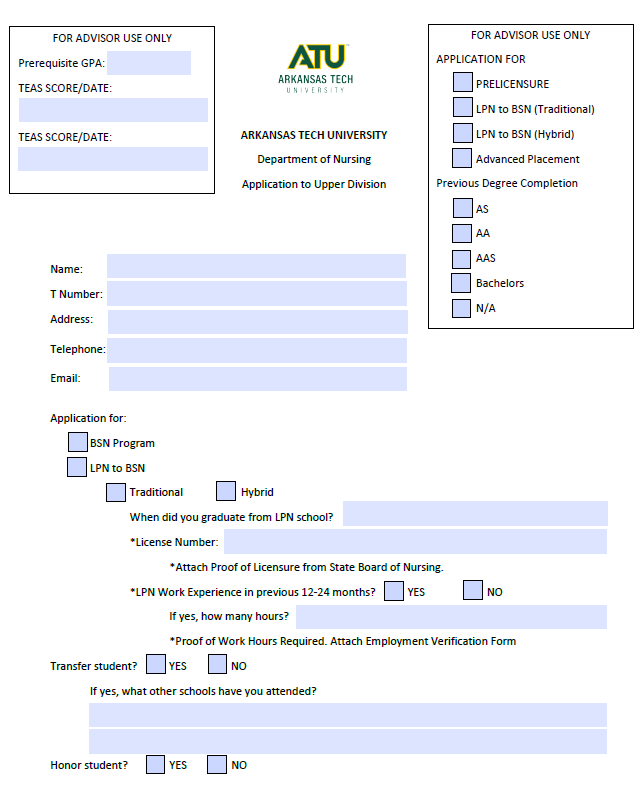 FOR ADVISOR USE ONLY
Prerequisite GPA:
TEAS SCORE/DATE:
TEAS SCORE/DATE:
ATU
ARKANSAS TECH
UNIVERSITY
ARKANSAS TECH UNIVERSITY
Department of Nursing
Application to Upper Division
FOR ADVISOR USE ONLY
APPLICATION FOR
PRELICENSURE
LPN to BSN (Traditional)
LPN to BSN (Hybrid)
Advanced Placement
Previous Degree Completion
AS
AA
AAS
Bachelors
N/A
Name:
T Number:
Address:
Telephone:
Email:
Application for:
BSN Program
LPN to BSN
Traditional Hybrid
When did you graduate from LPN school?
*License Number:
*Attach Proof of Licensure from State Board of Nursing.
*LPN Work Experience in previous 12-24 months? YES NO
If yes, how many hours?
*Proof of Work Hours Required. Attach Employment Verification Form
Transfer student? YES NO
If yes, what other schools have you attended?
Honor student? YES NO